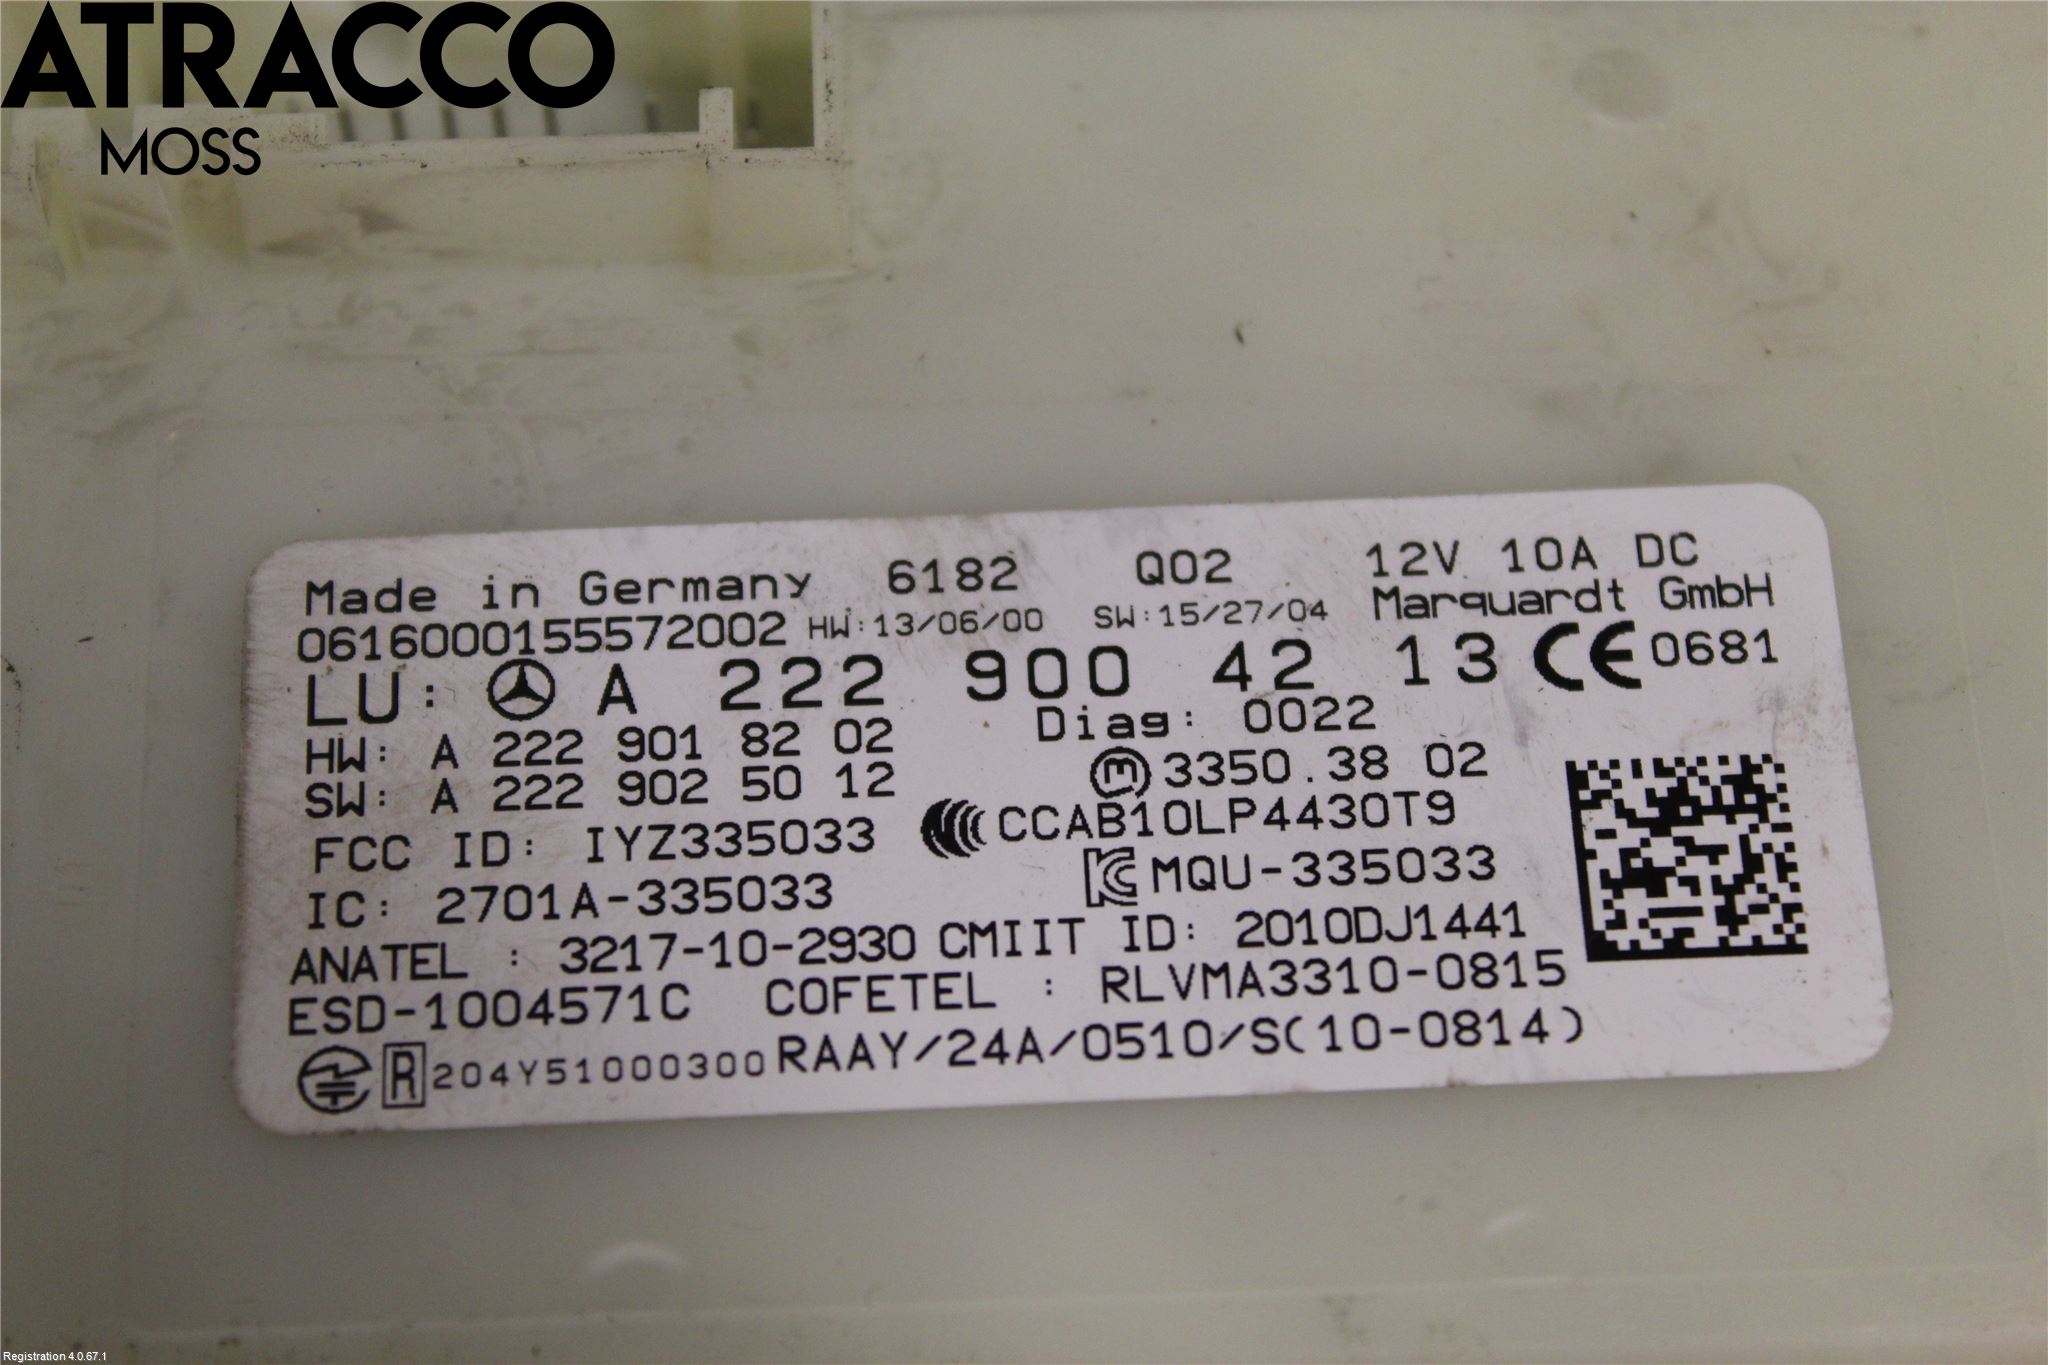 ATRACCO
MOSS
Made in Germany 6182 Q02 12V 10A DC
0616000155572002 HW:13/06/00 SW:15/27/04 Marquardt GmbH
LU: A 222 900 42 13 CE 0681
HW: A 222 901 82 02 Diag: 0022
SW: A 222 902 50 12 3350.38 02
FCC ID: IYZ335033 CCAB10LP4430T9
IC: 2701A-335033 MQU-335033
ANATEL : 3217-10-2930 CMIIT ID: 2010DJ1441
ESD-1004571C COFETEL : RLVMA3310-0815
R 204Y51000300 RAAY/24A/0510/S(10-0814)
Registration 4.0.67.1